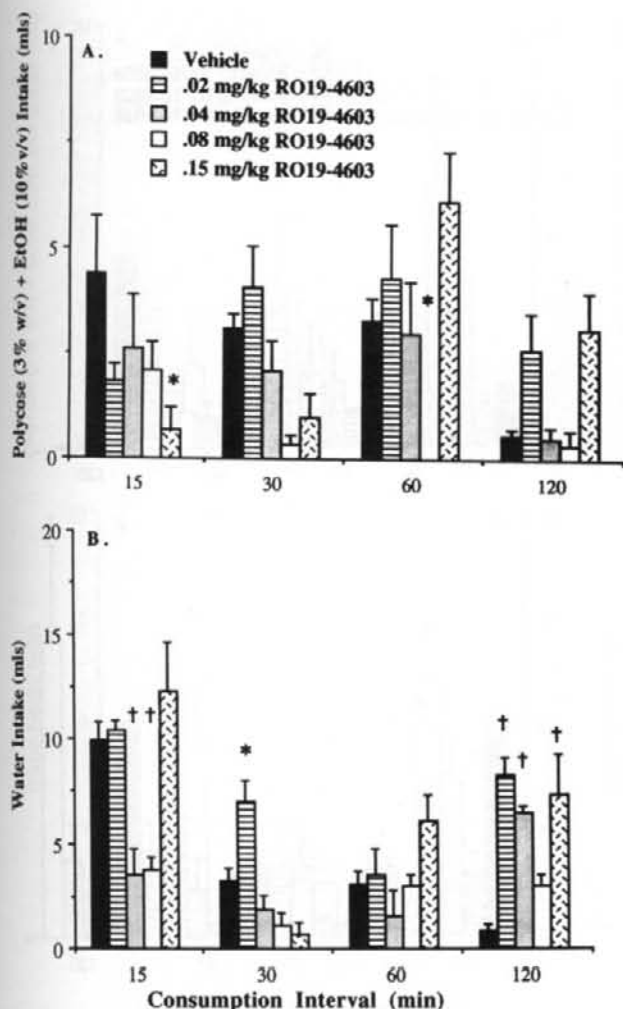 A.
Vehicle
.02 mg/kg RO19-4603
.04 mg/kg RO19-4603
.08 mg/kg RO19-4603
.15 mg/kg RO19-4603
Polycose (3% w/v) + EtOH (10%v/v) Intake (mls)
10
5
0
*
*
15 30 60 120
B.
Water Intake (mls)
20
15
10
5
0
† †
*
†
†
†
15 30 60 120
Consumption Interval (min)